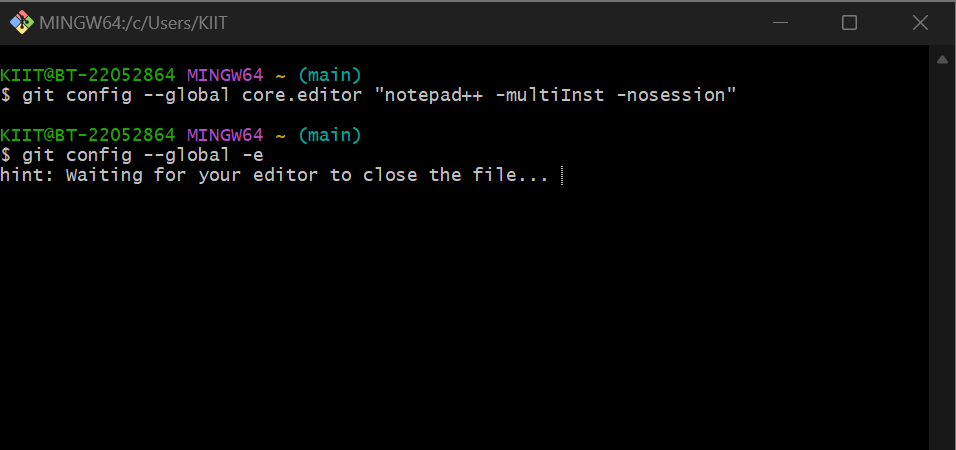 MINGW64:/c/Users/KIIT
KIIT@BT-22052864 MINGW64 ~ (main)
$ git config --global core.editor "notepad++ -multiInst -nosession"
KIIT@BT-22052864 MINGW64 ~ (main)
$ git config --global -e
hint: Waiting for your editor to close the file...